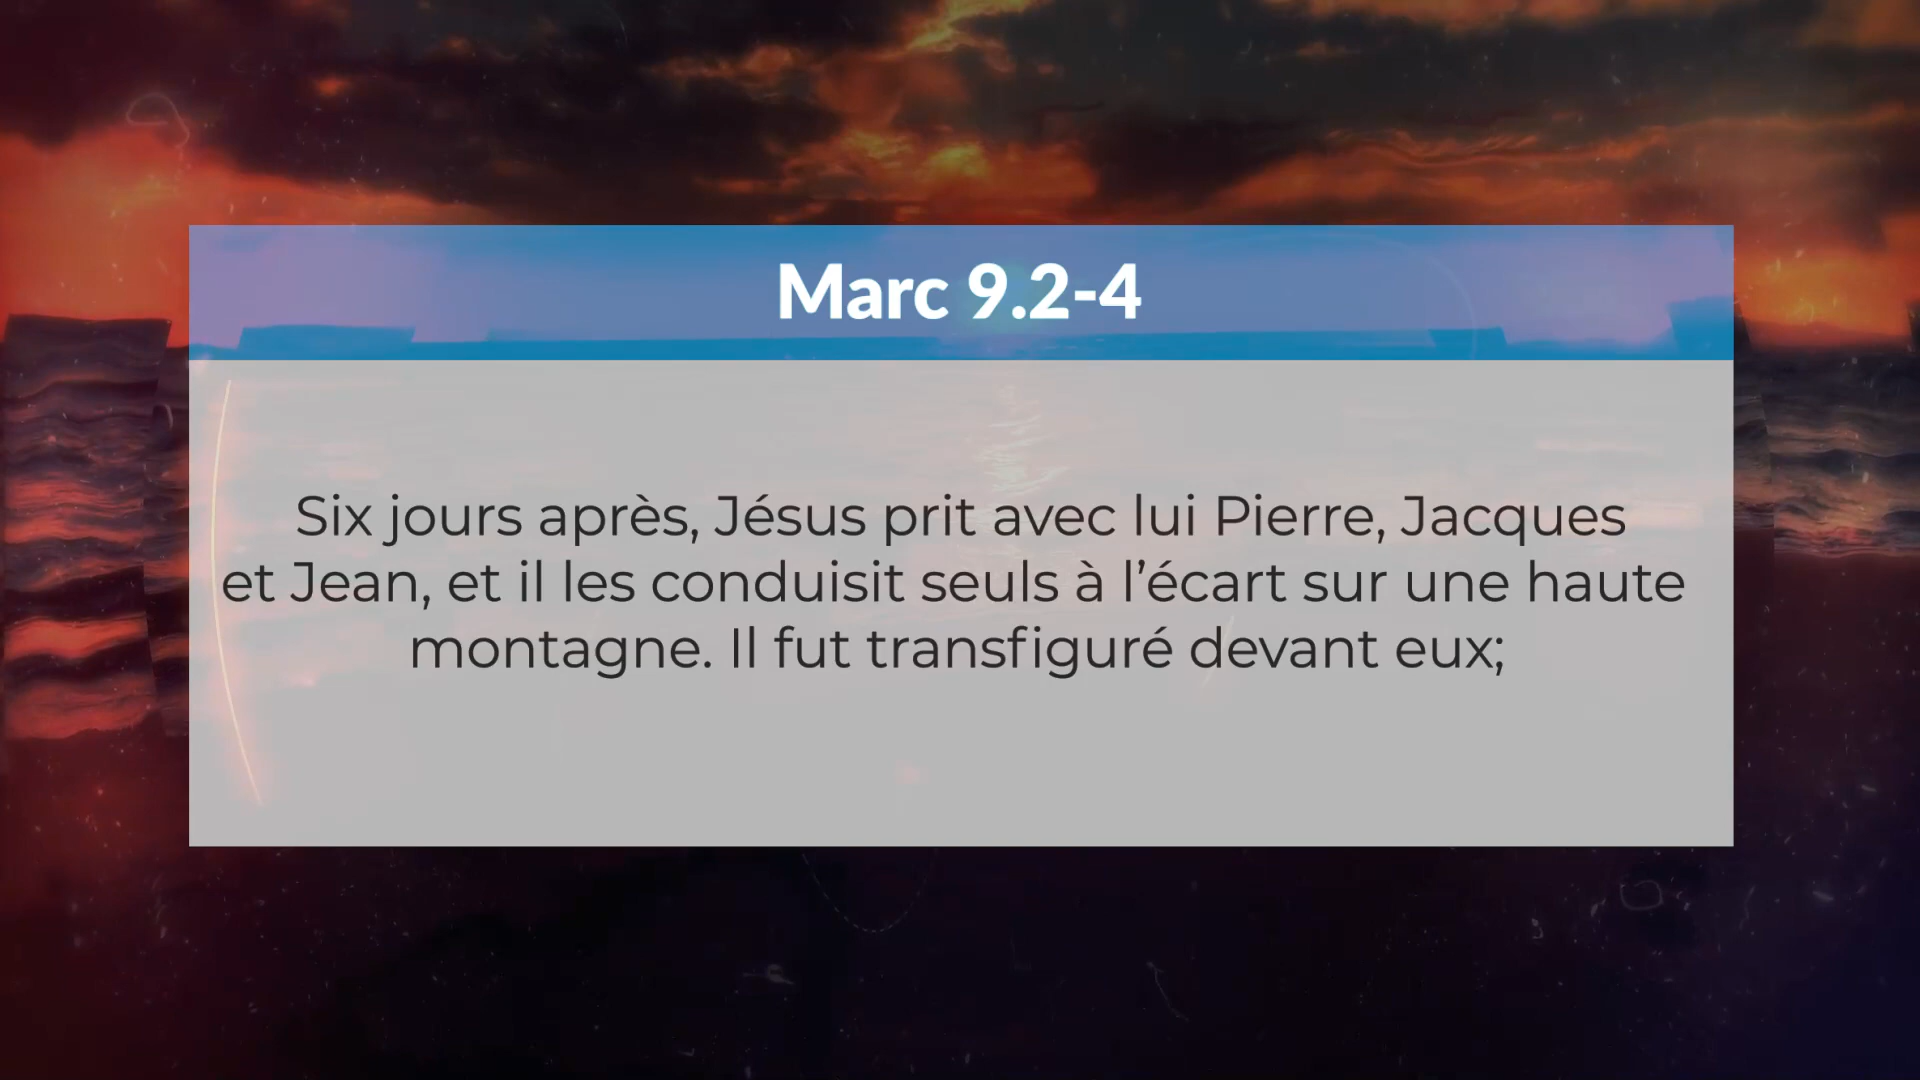 Marc 9.2-4
Six jours après, Jésus prit avec lui Pierre, Jacques
et Jean, et il les conduisit seuls à l’écart sur une haute
montagne. Il fut transfiguré devant eux;